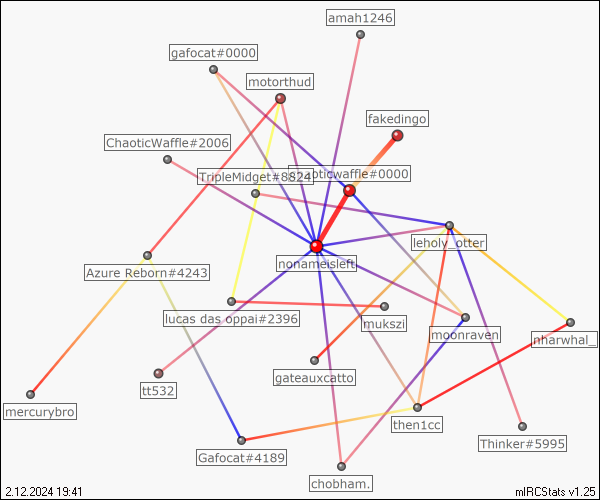 amah1246
gafocat#0000
motorthud
fakedingo
ChaoticWaffle#2006
TripleMidget#8824
oticwaffle#0000
leholy_otter
nonameisleft
Azure Reborn#4243
lucas das oppai#2396
mukszi
moonraven
nharwhal_
gateauxcatto
tt532
mercurybro
then1cc
Thinker#5995
Gafocat#4189
chobham.
2.12.2024 19:41
mIRCStats v1.25